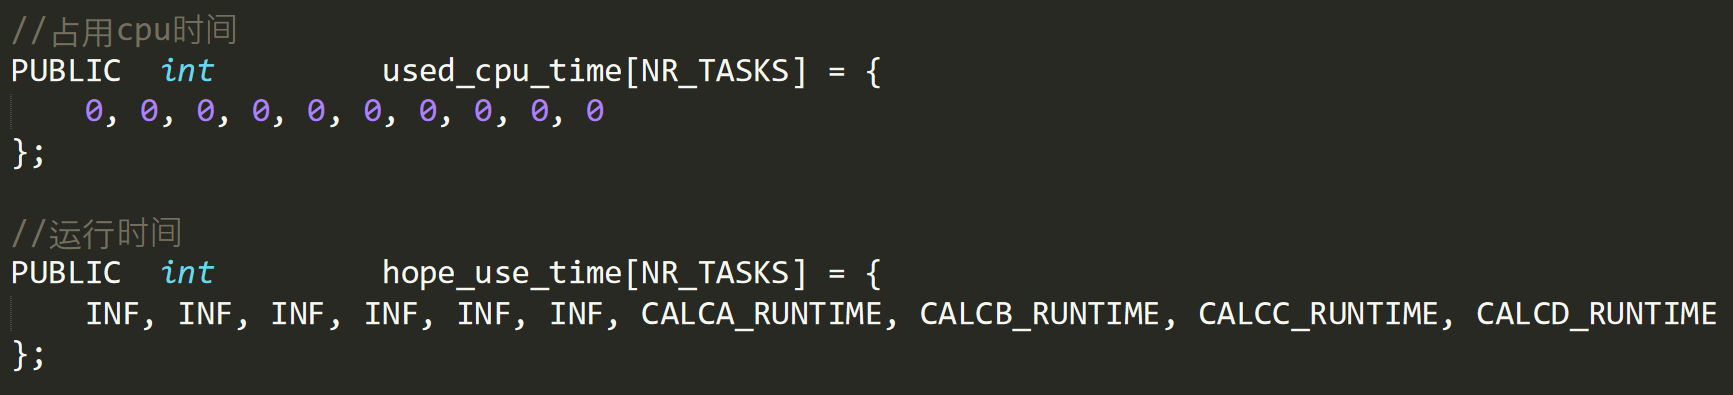 //占用cpu时间
PUBLIC  int         used_cpu_time[NR_TASKS] = {
    0, 0, 0, 0, 0, 0, 0, 0, 0, 0
};

//运行时间
PUBLIC  int         hope_use_time[NR_TASKS] = {
    INF, INF, INF, INF, INF, INF, CALCA_RUNTIME, CALCB_RUNTIME, CALCC_RUNTIME, CALCD_RUNTIME
};